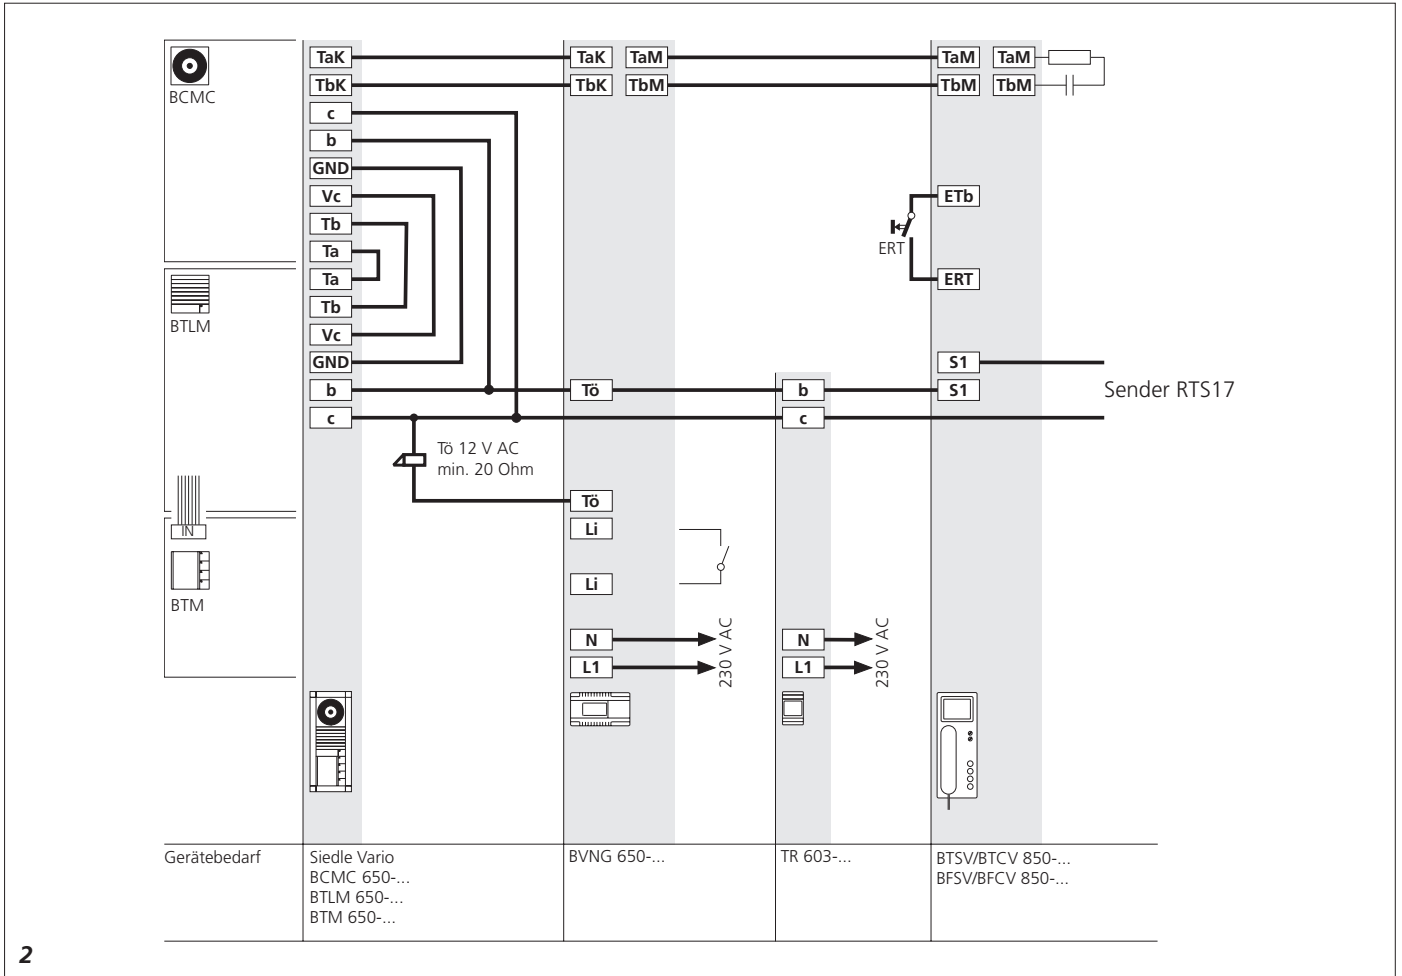 BCMC
TaK
TaK
TaM
TaM
TaM
TbK
TbK
TbM
TbM
TbM
c
b
GND
Vc
ETb
Tb
ERT
Ta
Ta
ERT
BTLM
Tb
Vc
GND
S1
b
Tö
b
S1
Sender RTS17
c
c
Tö 12 V AC
min. 20 Ohm
Tö
IN
Li
Li
BTM
N
N
L1
L1
230 V AC
230 V AC
Gerätebedarf
Siedle Vario
BCMC 650-...
BTLM 650-...
BTM 650-...
BVNG 650-...
TR 603-...
BTSV/BTCV 850-...
BFSV/BFCV 850-...
2